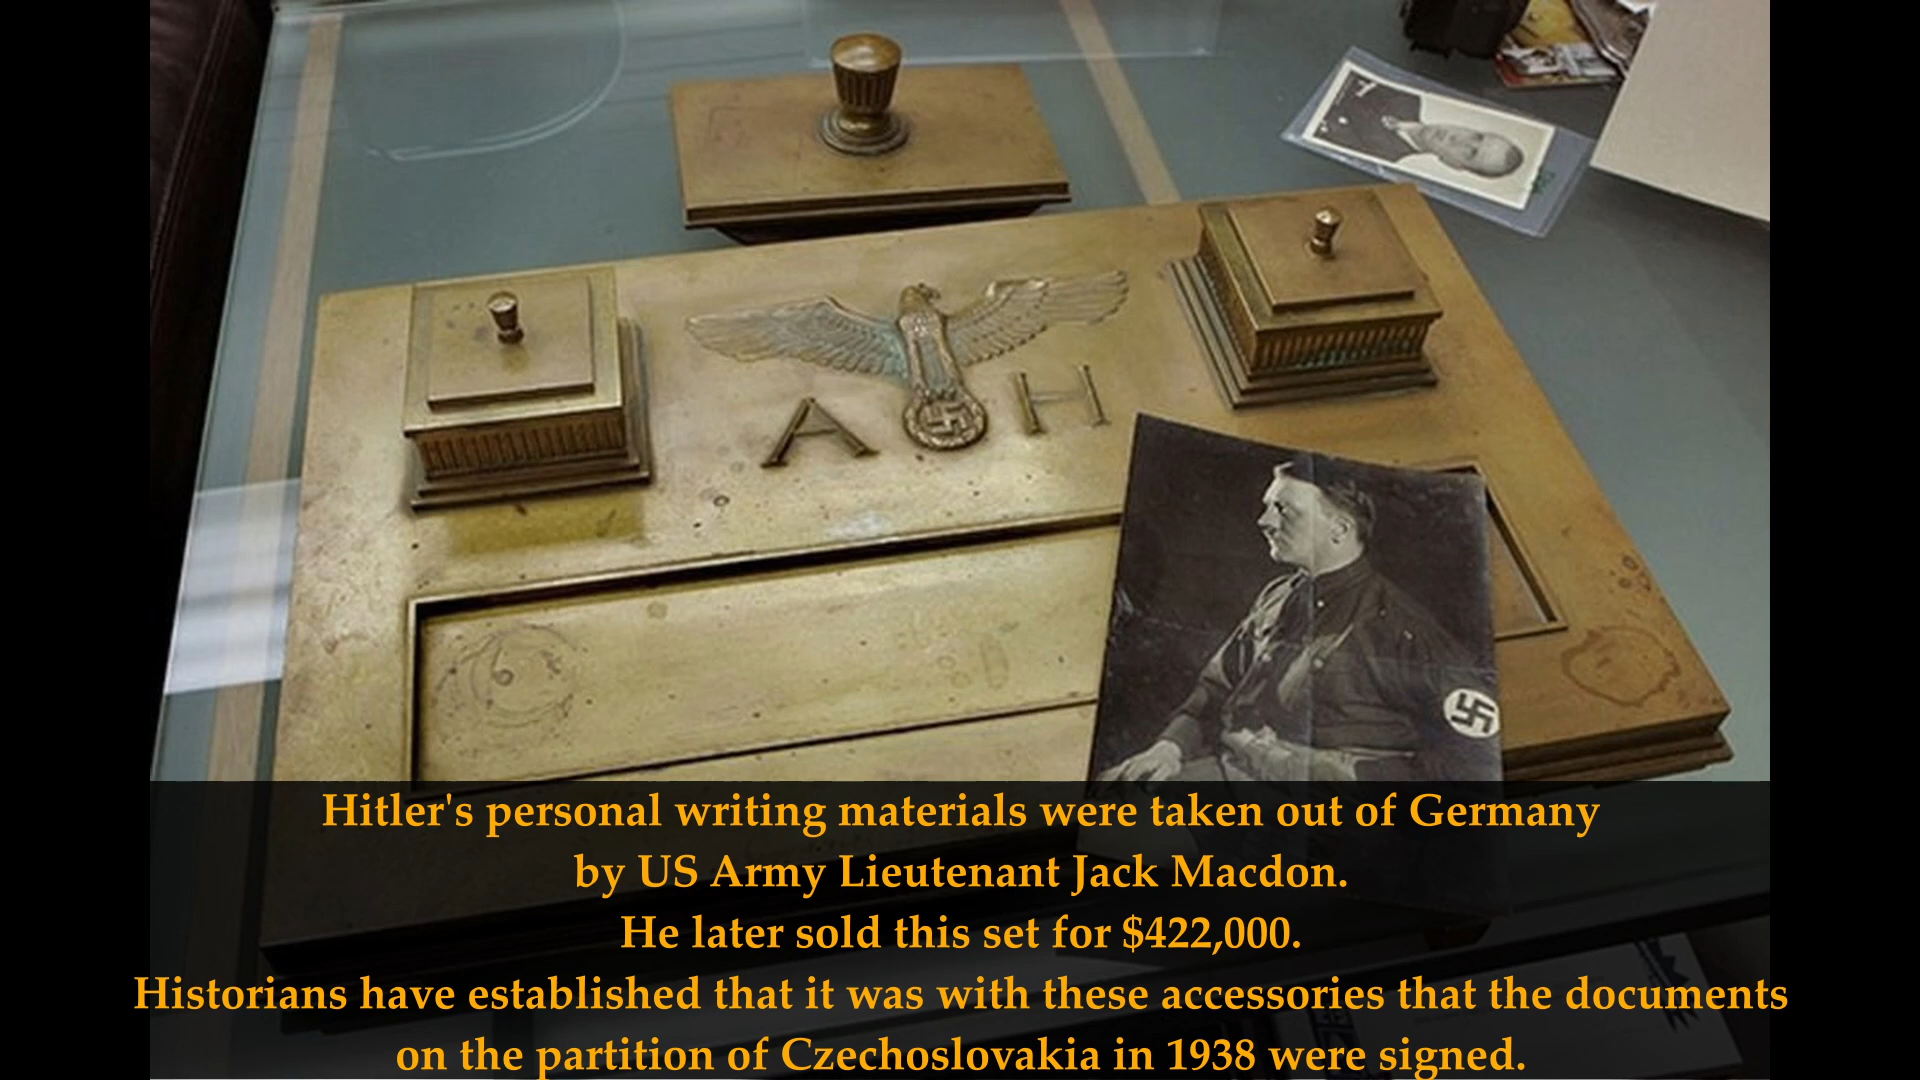 A H
Hitler's personal writing materials were taken out of Germany
by US Army Lieutenant Jack Macdon.
He later sold this set for $422,000.
Historians have established that it was with these accessories that the documents
on the partition of Czechoslovakia in 1938 were signed.